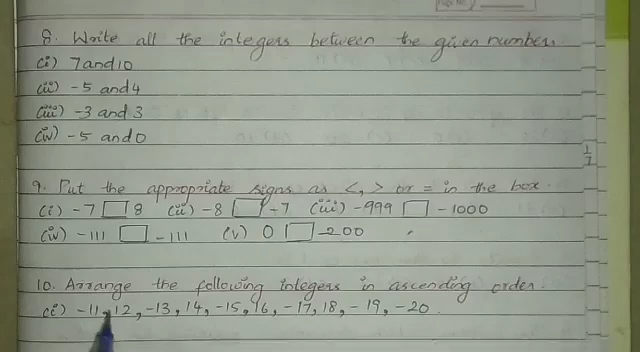 8. Write all the integers between the given numbers
(i) 7 and 10
(ii) -5 and 4
(iii) -3 and 3
(iv) -5 and 0
9. Put the appropriate signs as <, > or = in the box.
(i) -7 □ 8 (ii) -8 □ -7 (iii) -999 □ -1000
(iv) -111 □ -111 (v) 0 □ -200
10. Arrange the following integers in ascending order.
(i) -11, 12, -13, 14, -15, 16, -17, 18, -19, -20.